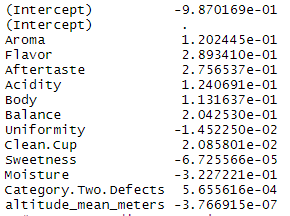 (Intercept) -9.870169e-01
(Intercept) .
Aroma 1.202445e-01
Flavor 2.893410e-01
Aftertaste 2.756537e-01
Acidity 1.240691e-01
Body 1.131637e-01
Balance 2.042530e-01
Uniformity -1.452250e-02
Clean.Cup 2.085801e-02
Sweetness -6.725566e-05
Moisture -3.227221e-01
Category.Two.Defects 5.655616e-04
altitude_mean_meters -3.766915e-07